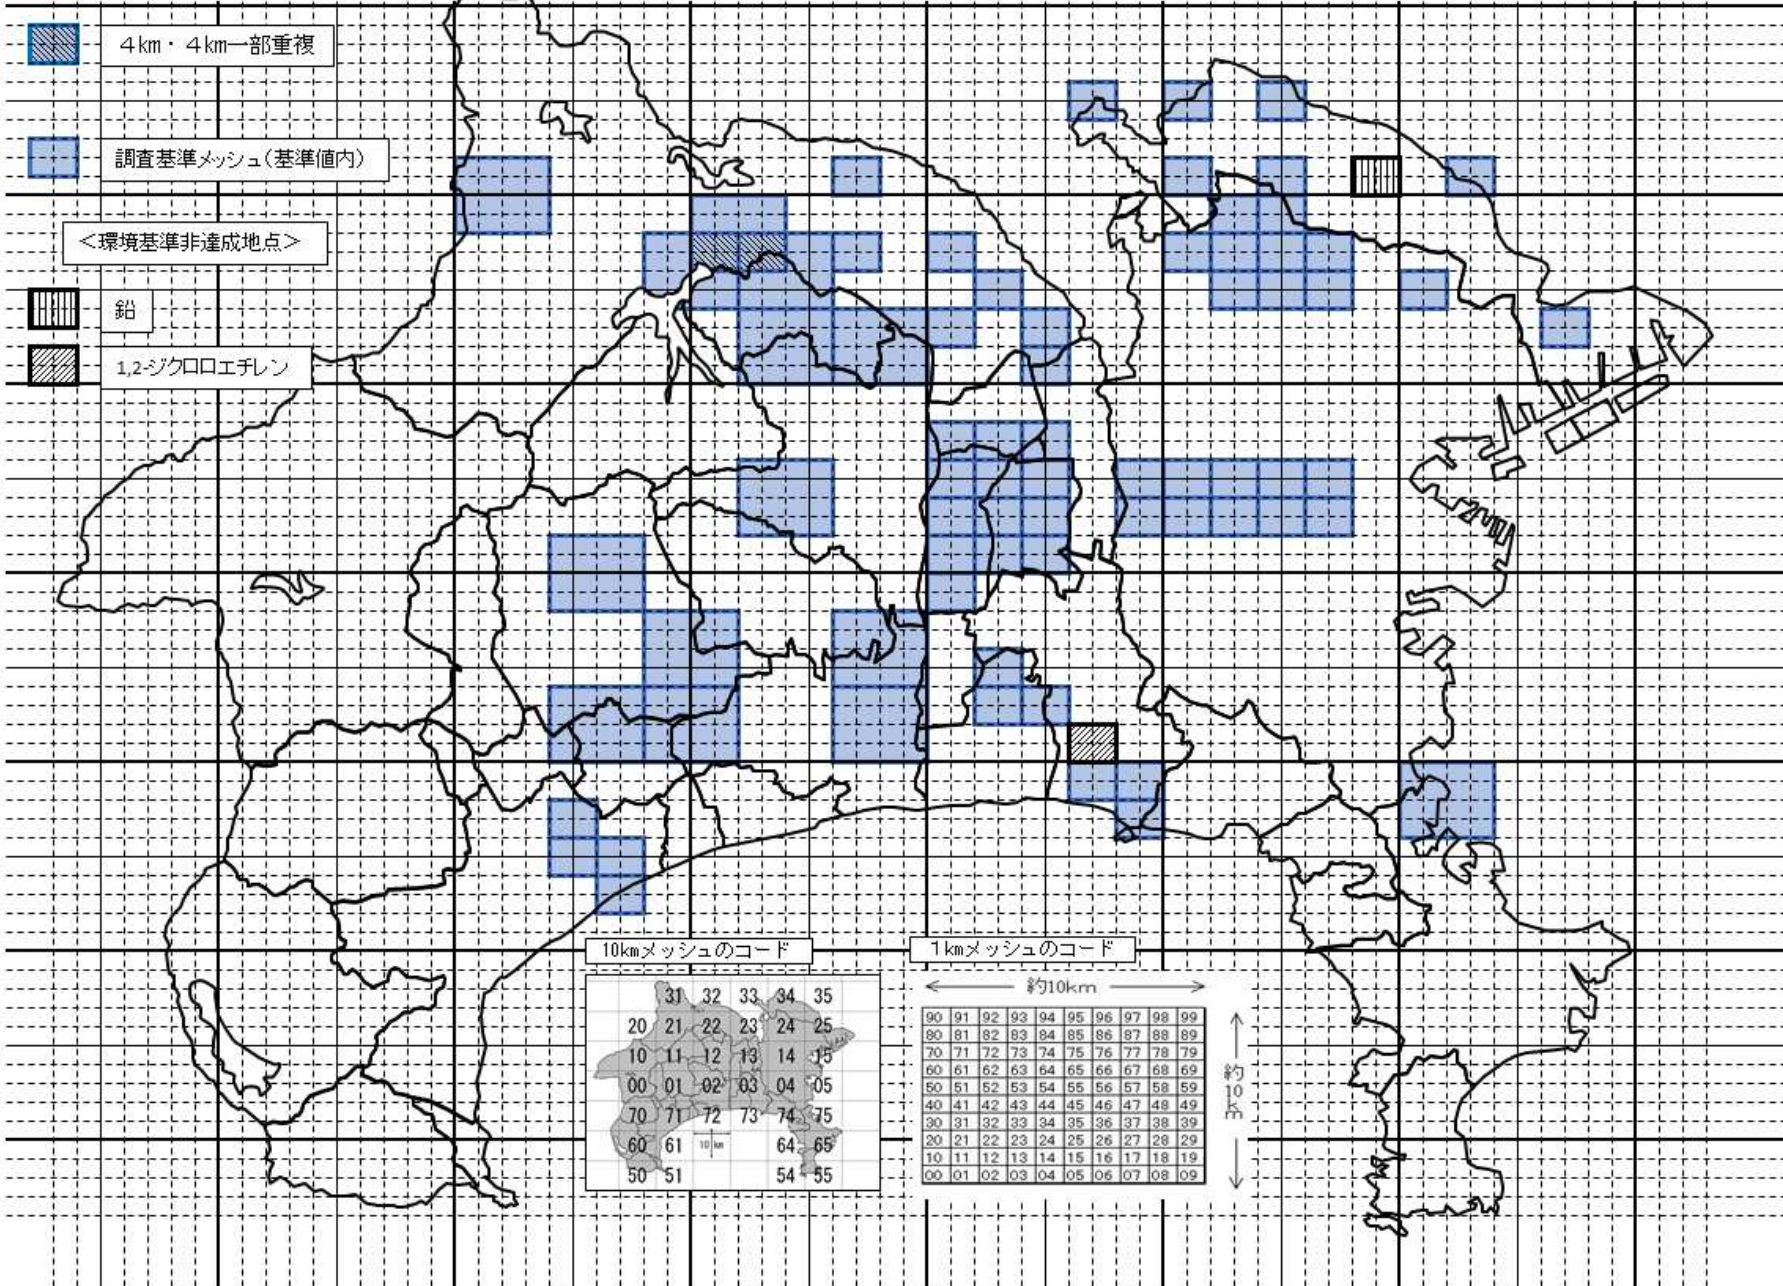 4km・4km一部重複
調査基準メッシュ(基準値内)
<環境基準非達成地点>
鉛
1,2-ジクロロエチレン
10kmメッシュのコード
31 32 33 34 35
20 21 22 23 24 25
10 11 12 13 14 15
00 01 02 03 04 05
70 71 72 73 74 75
60 61 10km 64 65
50 51 54 55
1kmメッシュのコード
約10km
90 91 92 93 94 95 96 97 98 99
80 81 82 83 84 85 86 87 88 89
70 71 72 73 74 75 76 77 78 79
60 61 62 63 64 65 66 67 68 69
50 51 52 53 54 55 56 57 58 59
40 41 42 43 44 45 46 47 48 49
30 31 32 33 34 35 36 37 38 39
20 21 22 23 24 25 26 27 28 29
10 11 12 13 14 15 16 17 18 19
00 01 02 03 04 05 06 07 08 09
約10km